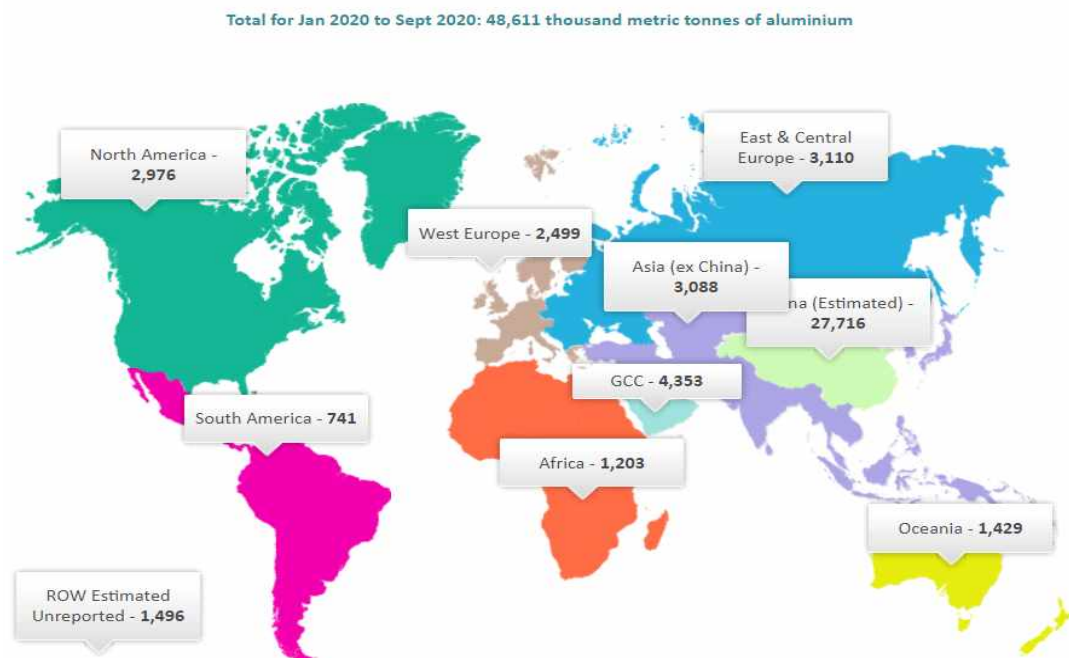 Total for Jan 2020 to Sept 2020: 48,611 thousand metric tonnes of aluminium
North America -
2,976
East & Central
Europe - 3,110
West Europe - 2,499
Asia (ex China) -
3,088
na (Estimated) -
27,716
GCC - 4,353
South America - 741
Africa - 1,203
Oceania - 1,429
ROW Estimated
Unreported - 1,496